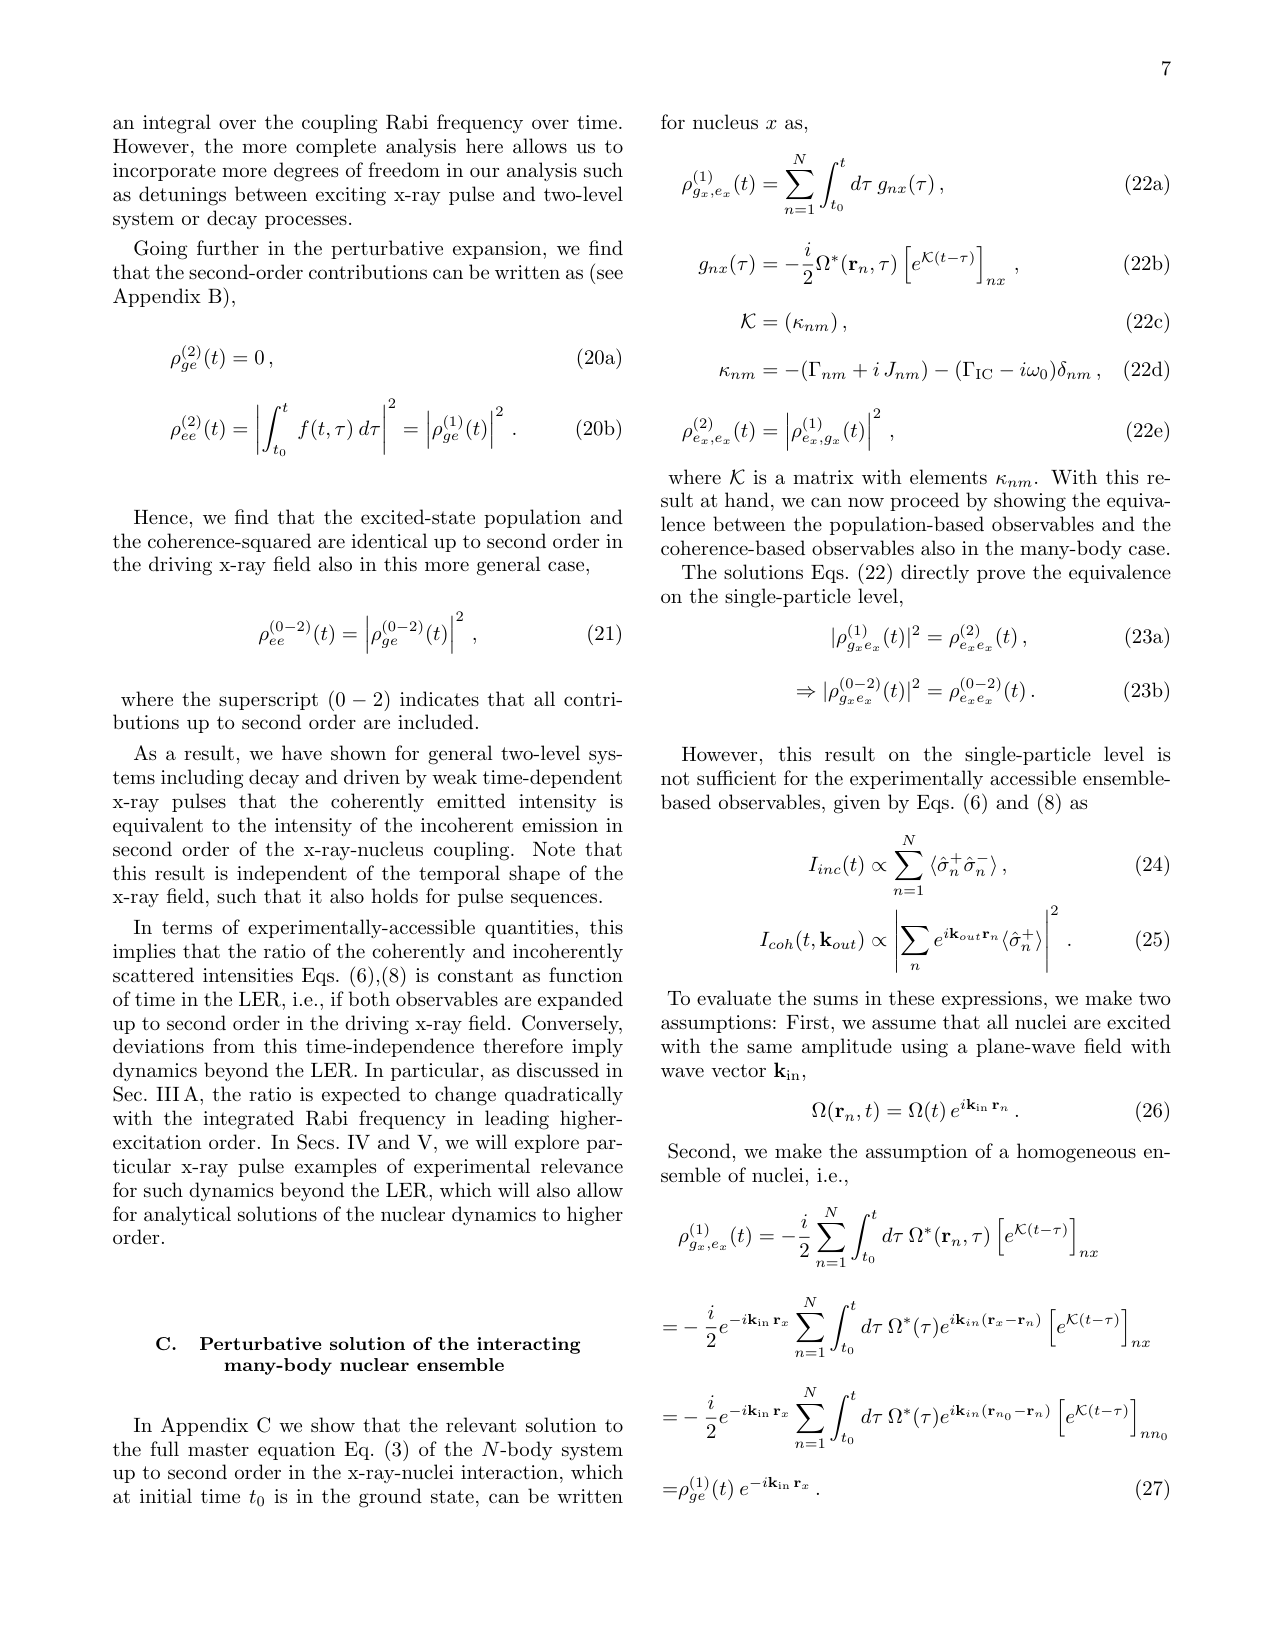 7
an integral over the coupling Rabi frequency over time.
However, the more complete analysis here allows us to
incorporate more degrees of freedom in our analysis such
as detunings between exciting x-ray pulse and two-level
system or decay processes.
Going further in the perturbative expansion, we find
that the second-order contributions can be written as (see
Appendix B),
$\rho_{ge}^{(2)}(t) = 0\,,$ (20a)
$\rho_{ee}^{(2)}(t) = \left|\int_{t_0}^{t} f(t,\tau)\,d\tau\right|^2 = \left|\rho_{ge}^{(1)}(t)\right|^2\,.$ (20b)
Hence, we find that the excited-state population and
the coherence-squared are identical up to second order in
the driving x-ray field also in this more general case,
$\rho_{ee}^{(0-2)}(t) = \left|\rho_{ge}^{(0-2)}(t)\right|^2\,,$ (21)
where the superscript (0 − 2) indicates that all contri-
butions up to second order are included.
As a result, we have shown for general two-level sys-
tems including decay and driven by weak time-dependent
x-ray pulses that the coherently emitted intensity is
equivalent to the intensity of the incoherent emission in
second order of the x-ray-nucleus coupling. Note that
this result is independent of the temporal shape of the
x-ray field, such that it also holds for pulse sequences.
In terms of experimentally-accessible quantities, this
implies that the ratio of the coherently and incoherently
scattered intensities Eqs. (6),(8) is constant as function
of time in the LER, i.e., if both observables are expanded
up to second order in the driving x-ray field. Conversely,
deviations from this time-independence therefore imply
dynamics beyond the LER. In particular, as discussed in
Sec. III A, the ratio is expected to change quadratically
with the integrated Rabi frequency in leading higher-
excitation order. In Secs. IV and V, we will explore par-
ticular x-ray pulse examples of experimental relevance
for such dynamics beyond the LER, which will also allow
for analytical solutions of the nuclear dynamics to higher
order.
C. Perturbative solution of the interacting
many-body nuclear ensemble
In Appendix C we show that the relevant solution to
the full master equation Eq. (3) of the N-body system
up to second order in the x-ray-nuclei interaction, which
at initial time $t_0$ is in the ground state, can be written
for nucleus $x$ as,
$\rho_{g_x,e_x}^{(1)}(t) = \sum_{n=1}^{N} \int_{t_0}^{t} d\tau\, g_{nx}(\tau)\,,$ (22a)
$g_{nx}(\tau) = -\frac{i}{2}\Omega^*(\mathbf{r}_n,\tau)\left[e^{\mathcal{K}(t-\tau)}\right]_{nx}\,,$ (22b)
$\mathcal{K} = (\kappa_{nm})\,,$ (22c)
$\kappa_{nm} = -(\Gamma_{nm} + i\,J_{nm}) - (\Gamma_{\mathrm{IC}} - i\omega_0)\delta_{nm}\,,$ (22d)
$\rho_{e_x,e_x}^{(2)}(t) = \left|\rho_{e_x,g_x}^{(1)}(t)\right|^2\,,$ (22e)
where $\mathcal{K}$ is a matrix with elements $\kappa_{nm}$. With this re-
sult at hand, we can now proceed by showing the equiva-
lence between the population-based observables and the
coherence-based observables also in the many-body case.
The solutions Eqs. (22) directly prove the equivalence
on the single-particle level,
$|\rho_{g_xe_x}^{(1)}(t)|^2 = \rho_{e_xe_x}^{(2)}(t)\,,$ (23a)
$\Rightarrow |\rho_{g_xe_x}^{(0-2)}(t)|^2 = \rho_{e_xe_x}^{(0-2)}(t)\,.$ (23b)
However, this result on the single-particle level is
not sufficient for the experimentally accessible ensemble-
based observables, given by Eqs. (6) and (8) as
$I_{inc}(t) \propto \sum_{n=1}^{N} \langle\hat{\sigma}_n^+\hat{\sigma}_n^-\rangle\,,$ (24)
$I_{coh}(t,\mathbf{k}_{out}) \propto \left|\sum_n e^{i\mathbf{k}_{out}\mathbf{r}_n}\langle\hat{\sigma}_n^+\rangle\right|^2\,.$ (25)
To evaluate the sums in these expressions, we make two
assumptions: First, we assume that all nuclei are excited
with the same amplitude using a plane-wave field with
wave vector $\mathbf{k}_{\mathrm{in}}$,
$\Omega(\mathbf{r}_n,t) = \Omega(t)\,e^{i\mathbf{k}_{\mathrm{in}}\,\mathbf{r}_n}\,.$ (26)
Second, we make the assumption of a homogeneous en-
semble of nuclei, i.e.,
$\rho_{g_x,e_x}^{(1)}(t) = -\frac{i}{2}\sum_{n=1}^{N}\int_{t_0}^{t} d\tau\,\Omega^*(\mathbf{r}_n,\tau)\left[e^{\mathcal{K}(t-\tau)}\right]_{nx}$
$= -\frac{i}{2}e^{-i\mathbf{k}_{\mathrm{in}}\,\mathbf{r}_x}\sum_{n=1}^{N}\int_{t_0}^{t} d\tau\,\Omega^*(\tau)e^{i\mathbf{k}_{in}(\mathbf{r}_x-\mathbf{r}_n)}\left[e^{\mathcal{K}(t-\tau)}\right]_{nx}$
$= -\frac{i}{2}e^{-i\mathbf{k}_{\mathrm{in}}\,\mathbf{r}_x}\sum_{n=1}^{N}\int_{t_0}^{t} d\tau\,\Omega^*(\tau)e^{i\mathbf{k}_{in}(\mathbf{r}_{n_0}-\mathbf{r}_n)}\left[e^{\mathcal{K}(t-\tau)}\right]_{nn_0}$
$= \rho_{ge}^{(1)}(t)\,e^{-i\mathbf{k}_{\mathrm{in}}\,\mathbf{r}_x}\,.$ (27)